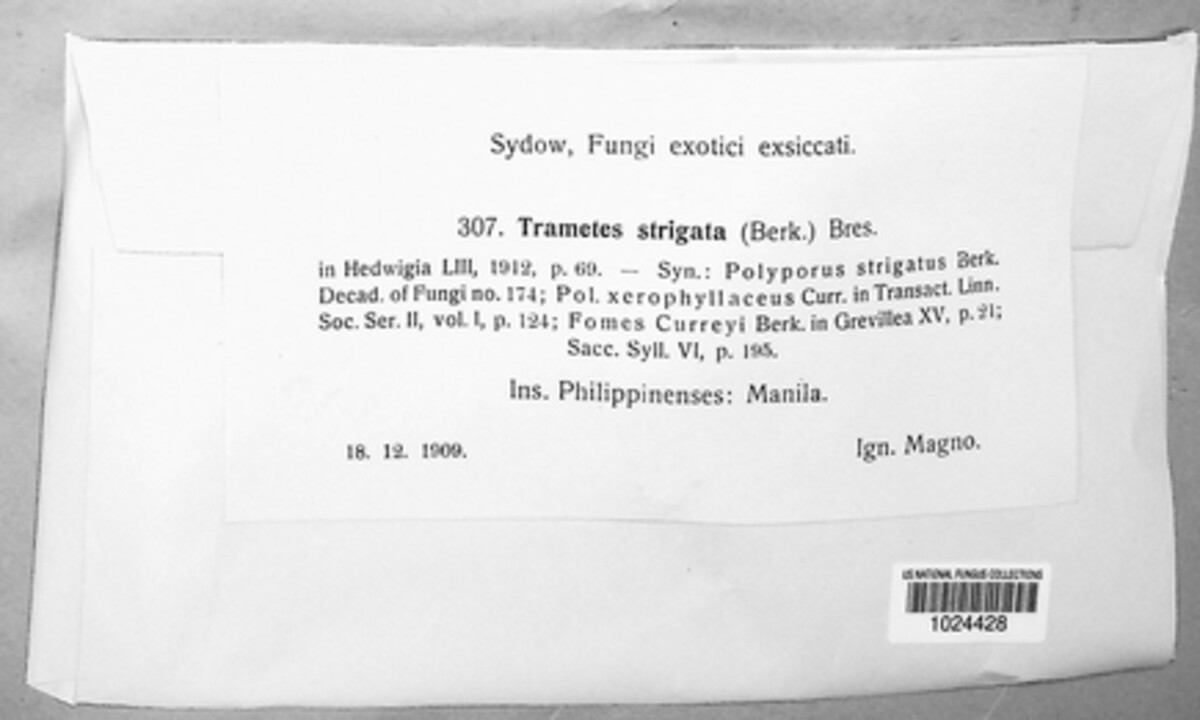 Sydow, Fungi exotici exsiccati.
307. Trametes strigata (Berk.) Bres.
in Hedwigia LIII, 1912, p. 69. — Syn.: Polyporus strigatus Berk.
Decad. of Fungi no. 174; Pol. xerophyllaceus Curr. in Transact. Linn.
Soc. Ser. II, vol. I, p. 124; Fomes Curreyi Berk. in Grevillea XV, p. 21;
Sacc. Syll. VI, p. 195.
Ins. Philippinenses: Manila.
18. 12. 1909. Ign. Magno.
US NATIONAL FUNGUS COLLECTIONS
1024428